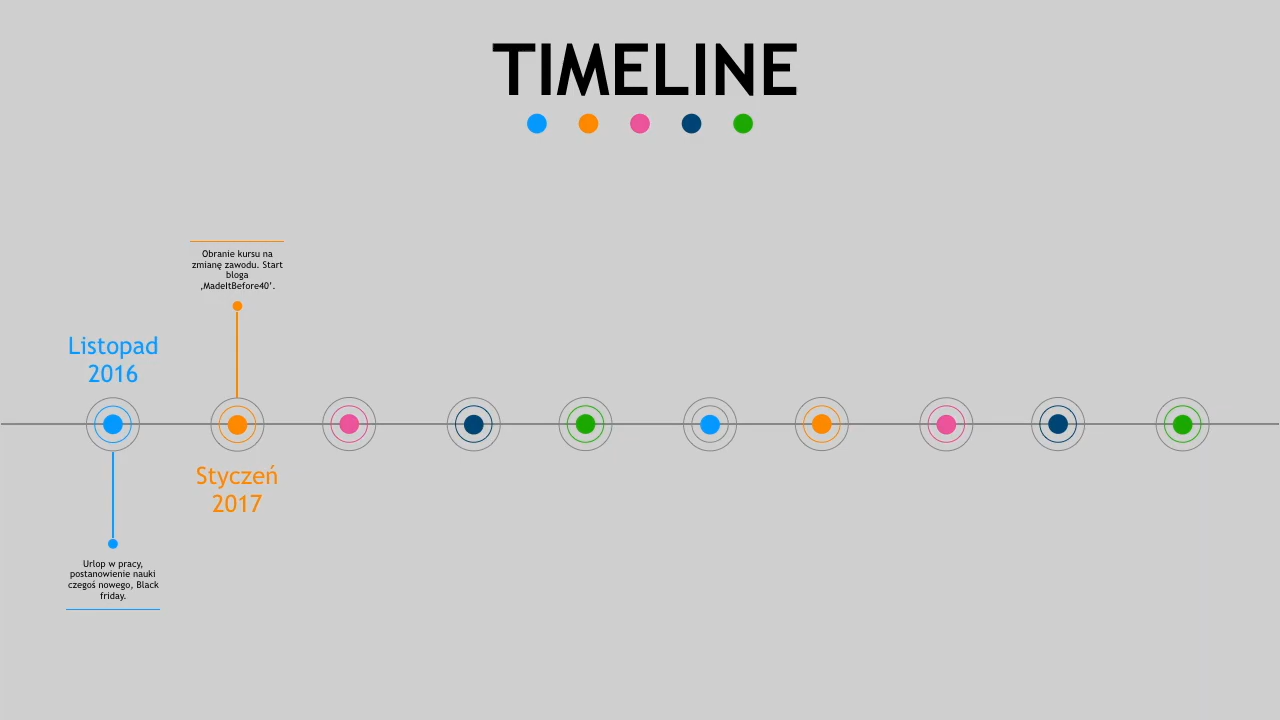 TIMELINE
Obranie kursu na
zmianę zawodu. Start
bloga
‚MadeItBefore40’.
Listopad
2016
Styczeń
2017
Urlop w pracy,
postanowienie nauki
czegoś nowego, Black
friday.